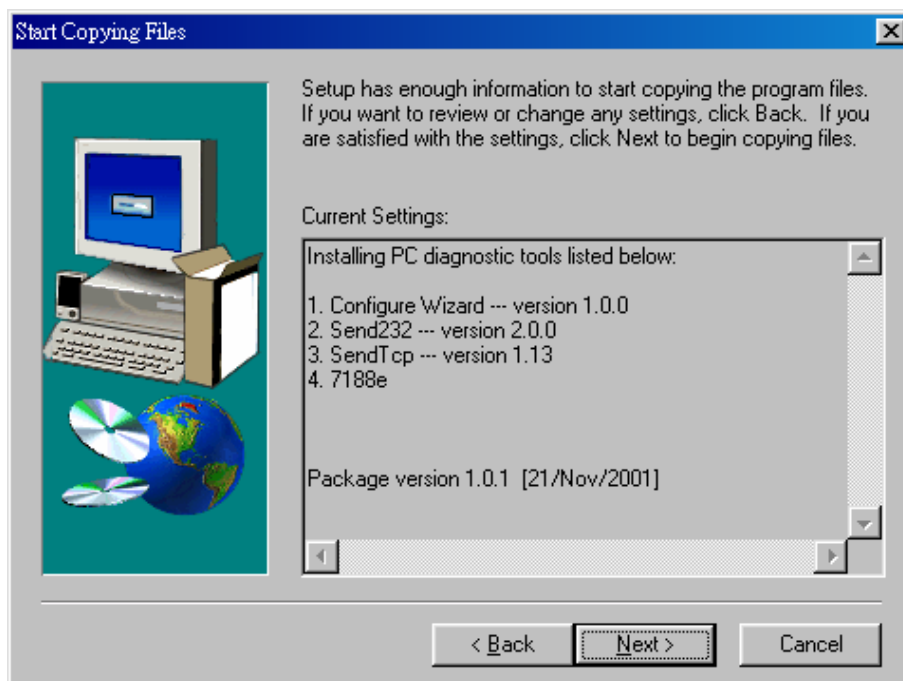 Start Copying Files
Setup has enough information to start copying the program files.
If you want to review or change any settings, click Back.  If you
are satisfied with the settings, click Next to begin copying files.
Current Settings:
Installing PC diagnostic tools listed below:
1. Configure Wizard --- version 1.0.0
2. Send232 --- version 2.0.0
3. SendTcp --- version 1.13
4. 7188e
Package version 1.0.1  [21/Nov/2001]
< Back
Next >
Cancel